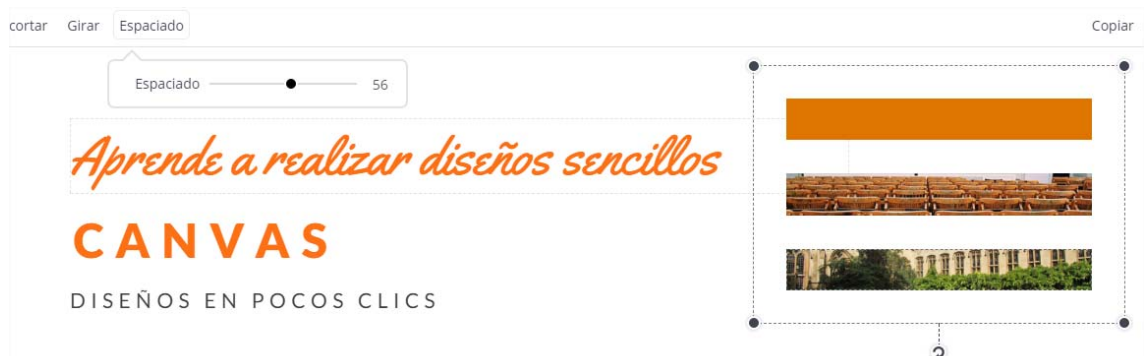 cortar Girar Espaciado Copiar
Espaciado 56
Aprende a realizar diseños sencillos
CANVAS
DISEÑOS EN POCOS CLICS